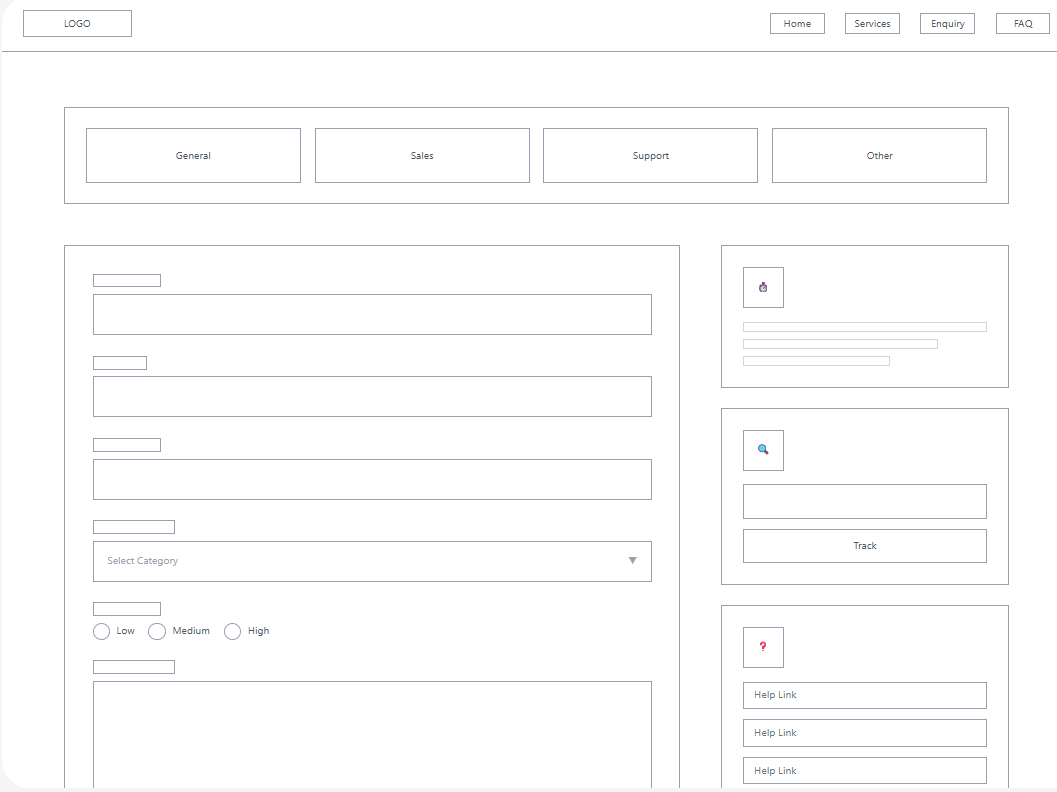 LOGO
Home
Services
Enquiry
FAQ
General
Sales
Support
Other
Select Category
Low
Medium
High
Track
Help Link
Help Link
Help Link